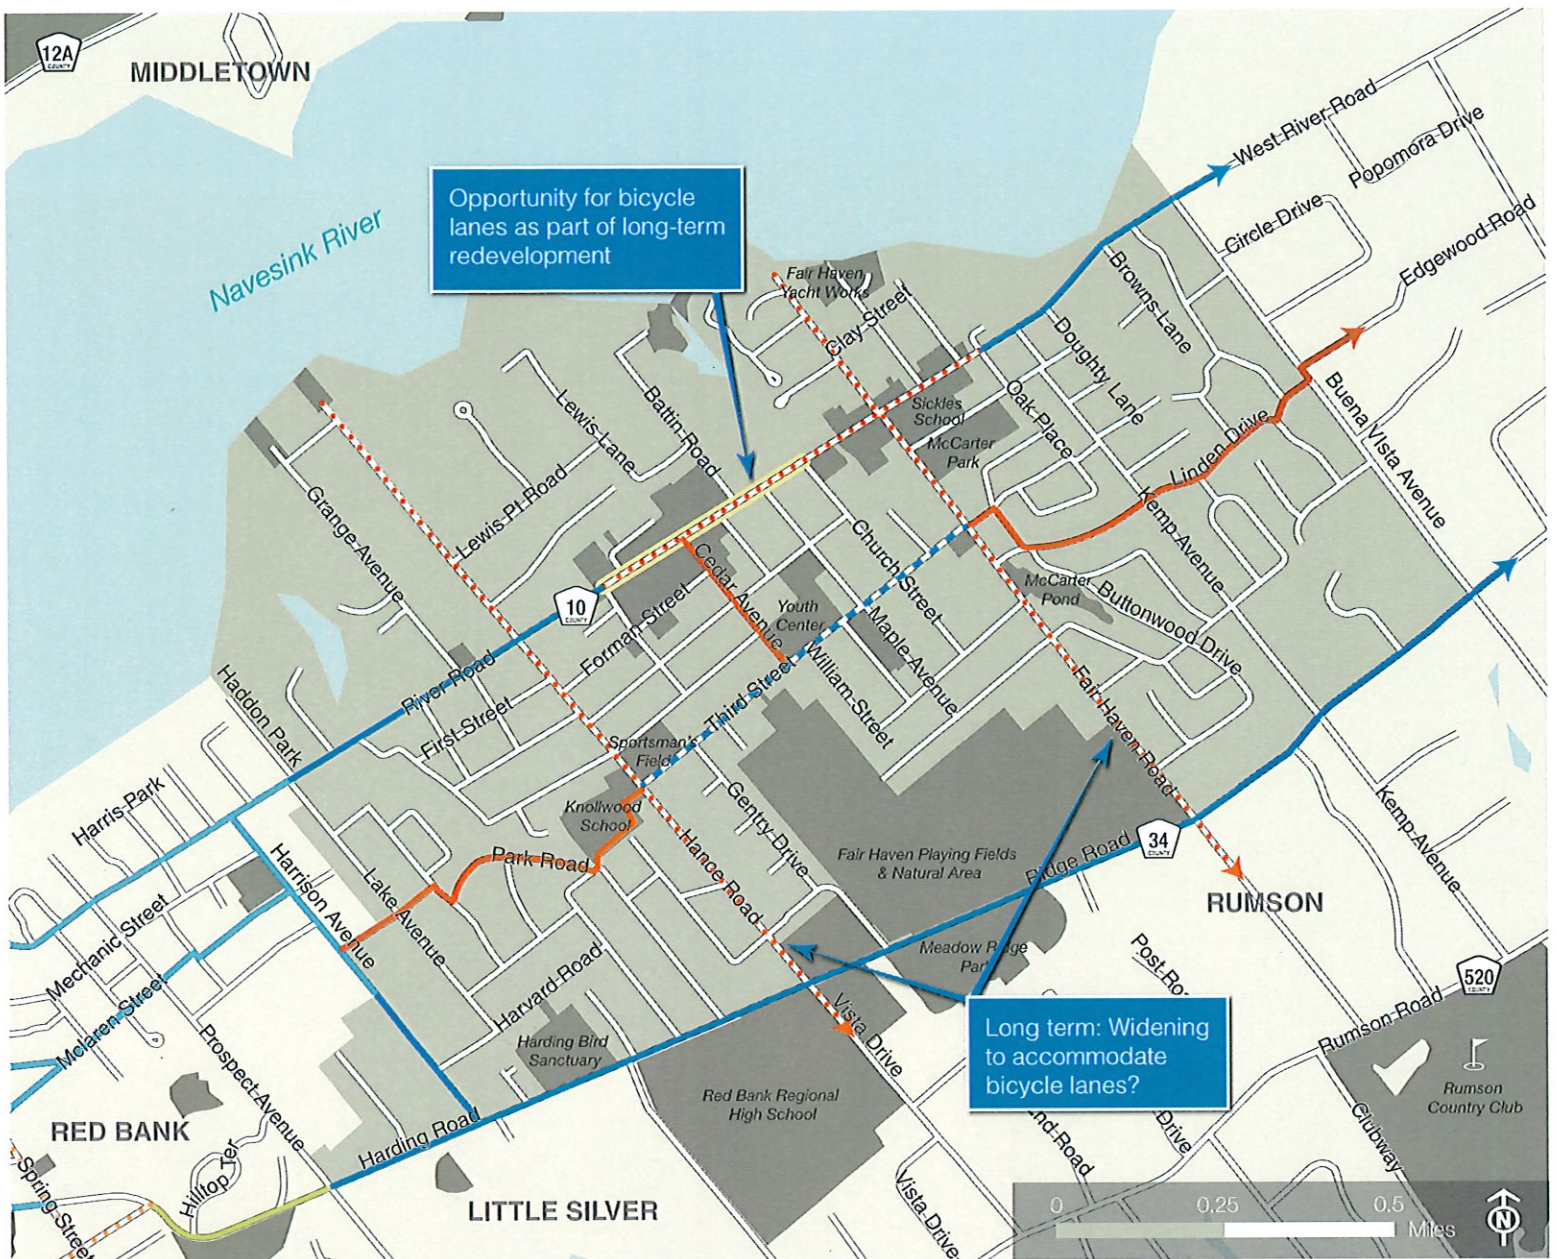 12A
COUNTY
MIDDLETOWN
Navesink River
Opportunity for bicycle
lanes as part of long-term
redevelopment
West River Road
Popomora Drive
Circle Drive
Edgewood Road
Browns Lane
Fair Haven
Yacht Works
Clay Street
Doughty Lane
Oak Place
Sickles
School
McCarter
Park
Linden Drive
Buena Vista Avenue
Kemp Avenue
Battin Road
Lewis Lane
Lewis Pt Road
Grange Avenue
10
COUNTY
Cedar Avenue
Church Street
Forman Street
Youth
Center
Maple Avenue
McCarter
Pond
Buttonwood Drive
William Street
Third Street
River Road
First Street
Haddon Park
Sportsman's
Field
Fair Haven Road
Harris Park
Knollwood
School
Gentry Drive
Hance Road
Park Road
Harrison Avenue
Lake Avenue
Fair Haven Playing Fields
& Natural Area
Ridge Road
34
COUNTY
Kemp Avenue
RUMSON
Mechanic Street
Mclaren Street
Harvard Road
Meadow Ridge
Park
Post Ro
520
COUNTY
Rumson Road
Long term: Widening
to accommodate
bicycle lanes?
Vista Drive
Harding Bird
Sanctuary
Prospect Avenue
Red Bank Regional
High School
Rumson
Country Club
RED BANK
Harding Road
Hilltop Ter
Spring Street
LITTLE SILVER
Vista Drive
End Road
Drive
Clubway
0 0.25 0.5
Miles
N